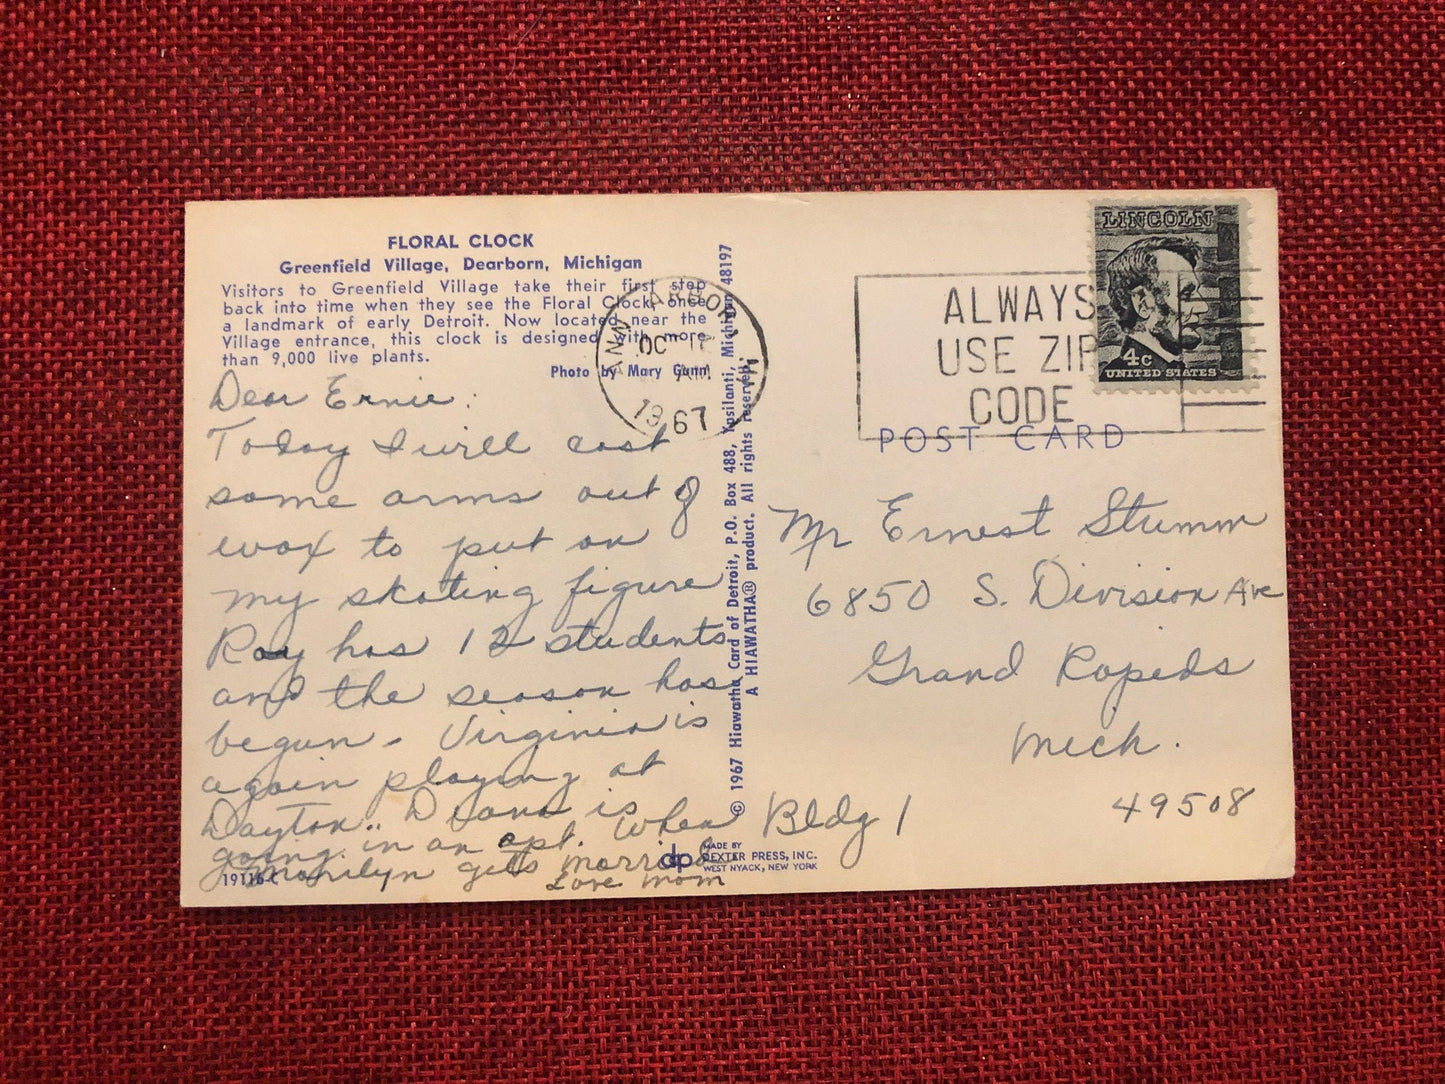 FLORAL CLOCK
Greenfield Village, Dearborn, Michigan
Visitors to Greenfield Village take their first step
back into time when they see the Floral Clock, once
a landmark of early Detroit. Now located near the
Village entrance, this clock is designed with more
than 9,000 live plants.
Photo by Mary Gunn
Dear Ernie:
Today I will cast
some arms out of
wax to put on
my skating figure
Roy has 12 students
and the season has
begun - Virginia is
again playing at
Dayton.. Diana is
going in an apt. When
Marilyn gets married.
Love Mom
19116-C
© 1967 Hiawatha Card of Detroit, P.O. Box 488, Ypsilanti, Michigan 48197
A HIAWATHA® product. All rights reserved.
dp
MADE BY
DEXTER PRESS, INC.
WEST NYACK, NEW YORK
ANN ARBOR
OC
AM
1967
ALWAYS
USE ZIP
CODE
LINCOLN
4c
UNITED STATES
POST CARD
Mr Ernest Stumm
6850 S. Division Ave
Grand Rapids
Mich.
49508
Bldg 1